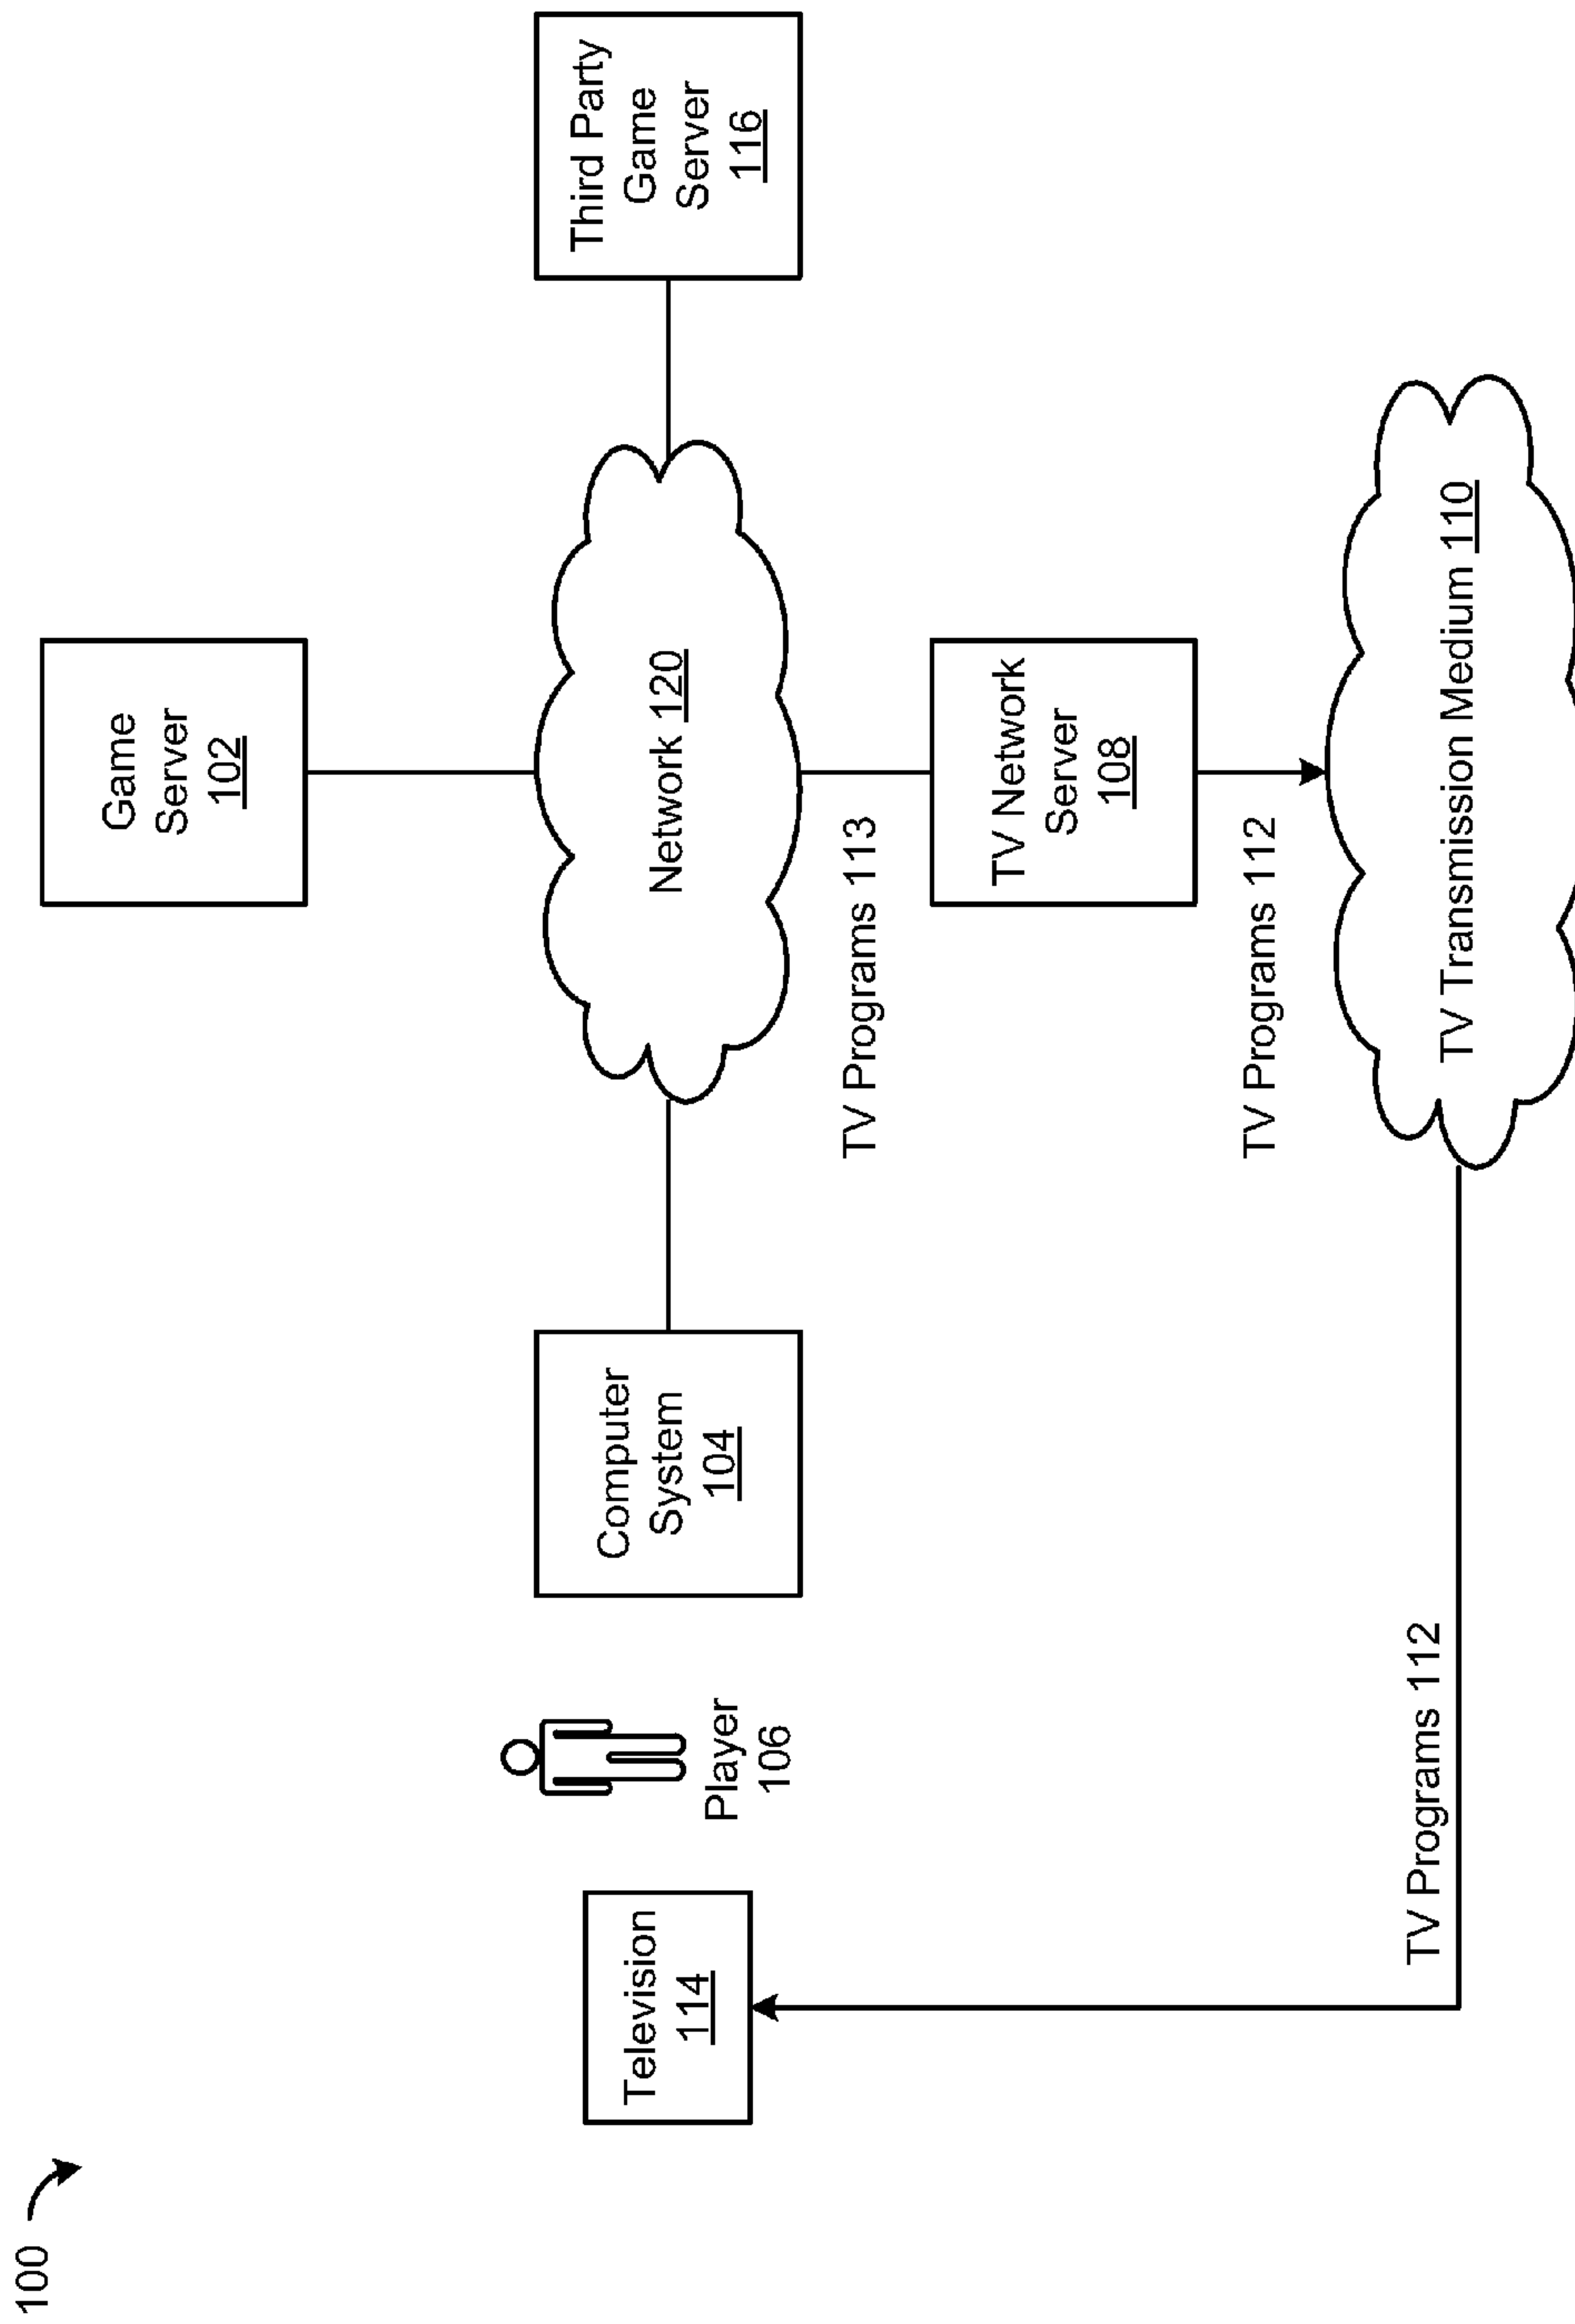 100
Game
Server
102
Third Party
Game
Server
116
Network 120
Computer
System
104
Player
106
Television
114
TV Programs 113
TV Network
Server
108
TV Programs 112
TV Programs 112
TV Transmission Medium 110